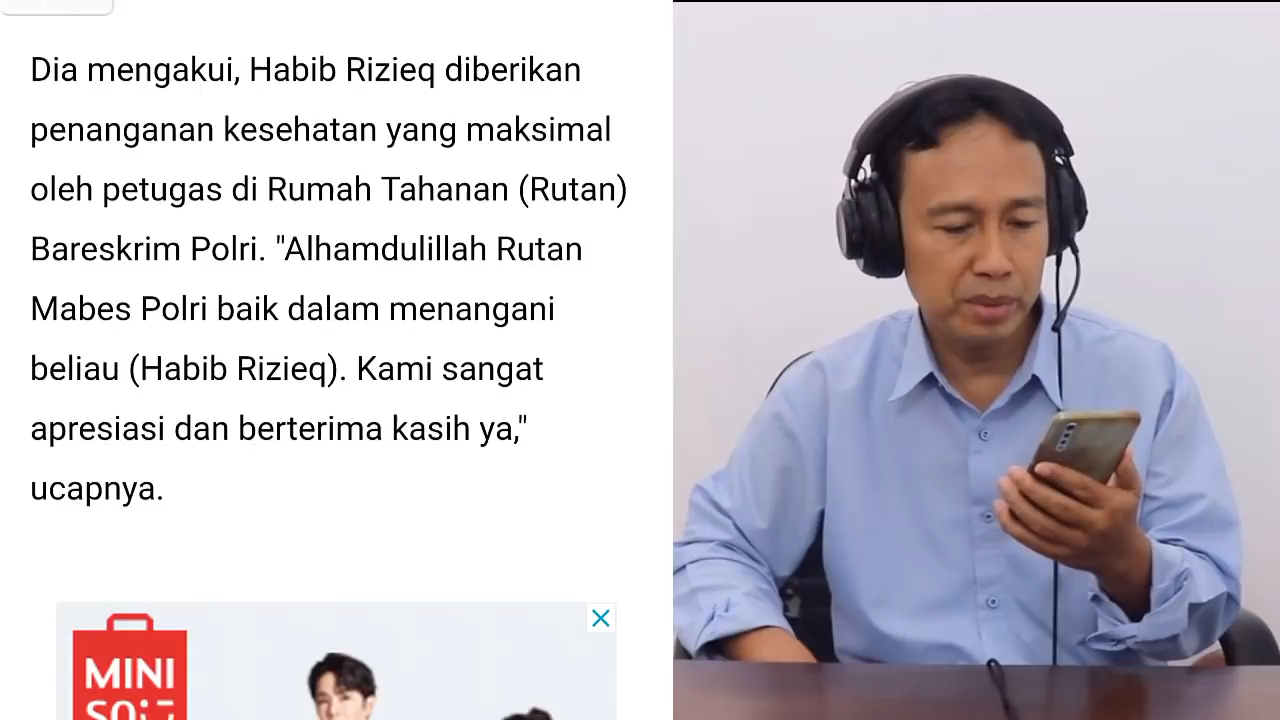 Dia mengakui, Habib Rizieq diberikan
penanganan kesehatan yang maksimal
oleh petugas di Rumah Tahanan (Rutan)
Bareskrim Polri. "Alhamdulillah Rutan
Mabes Polri baik dalam menangani
beliau (Habib Rizieq). Kami sangat
apresiasi dan berterima kasih ya,"
ucapnya.
MINI
SO